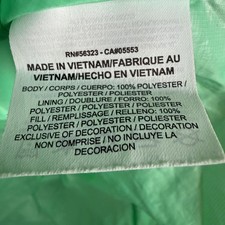 RN#56323 - CA#05553
MADE IN VIETNAM/FABRIQUE AU
VIETNAM/HECHO EN VIETNAM
BODY / CORPS / CUERPO: 100% POLYESTER /
POLYESTER / POLIESTER
LINING / DOUBLURE / FORRO: 100%
POLYESTER / POLYESTER / POLIESTER
FILL / REMPLISSAGE / RELLENO: 100%
POLYESTER / POLYESTER / POLIESTER
EXCLUSIVE OF DECORATION / DECORATION
NON COMPRISE / NO INCLUYE LA
DECORACION